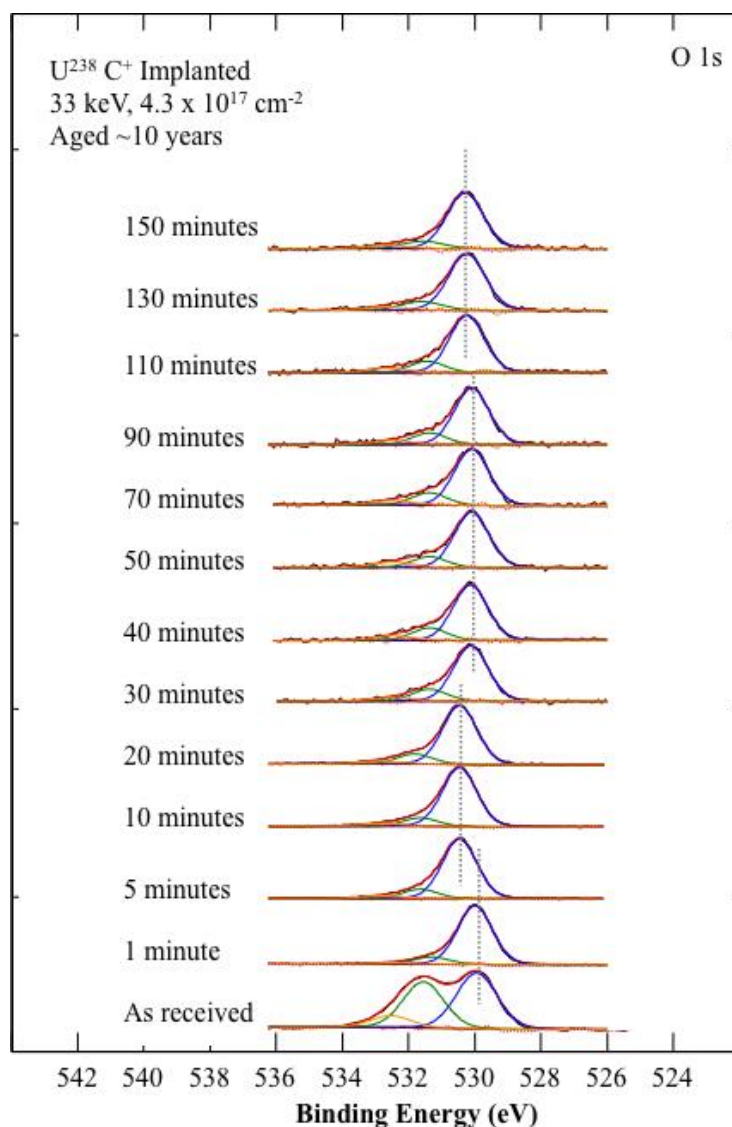 U²³⁸ C⁺ Implanted
33 keV, 4.3 x 10¹⁷ cm⁻²
Aged ~10 years
O 1s
150 minutes
130 minutes
110 minutes
90 minutes
70 minutes
50 minutes
40 minutes
30 minutes
20 minutes
10 minutes
5 minutes
1 minute
As received
542 540 538 536 534 532 530 528 526 524
Binding Energy (eV)